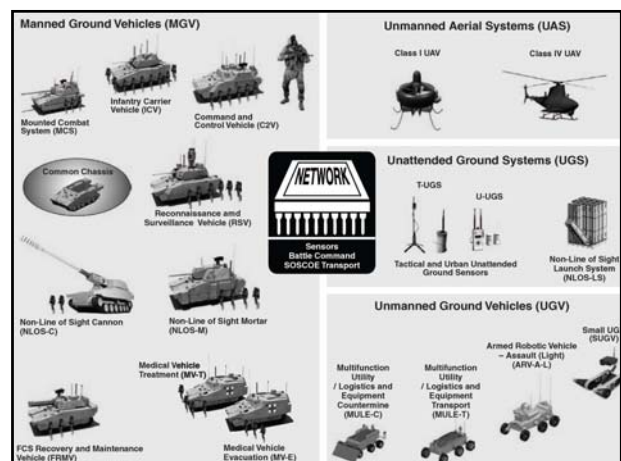 Manned Ground Vehicles (MGV)
Mounted Combat
System (MCS)
Infantry Carrier
Vehicle (ICV)
Command and
Control Vehicle (C2V)
Common Chassis
Reconnaissance amd
Surveillance Vehicle (RSV)
Non-Line of Sight Cannon
(NLOS-C)
Non-Line of Sight Mortar
(NLOS-M)
Medical Vehicle
Treatment (MV-T)
FCS Recovery and Maintenance
Vehicle (FRMV)
Medical Vehicle
Evacuation (MV-E)
NETWORK
Sensors
Battle Command
SOSCOE Transport
Unmanned Aerial Systems (UAS)
Class I UAV
Class IV UAV
Unattended Ground Systems (UGS)
T-UGS
U-UGS
Tactical and Urban Unattended
Ground Sensors
Non-Line of Sight
Launch System
(NLOS-LS)
Unmanned Ground Vehicles (UGV)
Multifunction
Utility
/ Logistics and
Equipment
Countermine
(MULE-C)
Multifunction
Utility
/ Logistics and
Equipment
Transport
(MULE-T)
Armed Robotic Vehicle
– Assault (Light)
(ARV-A-L)
Small UG
(SUGV)